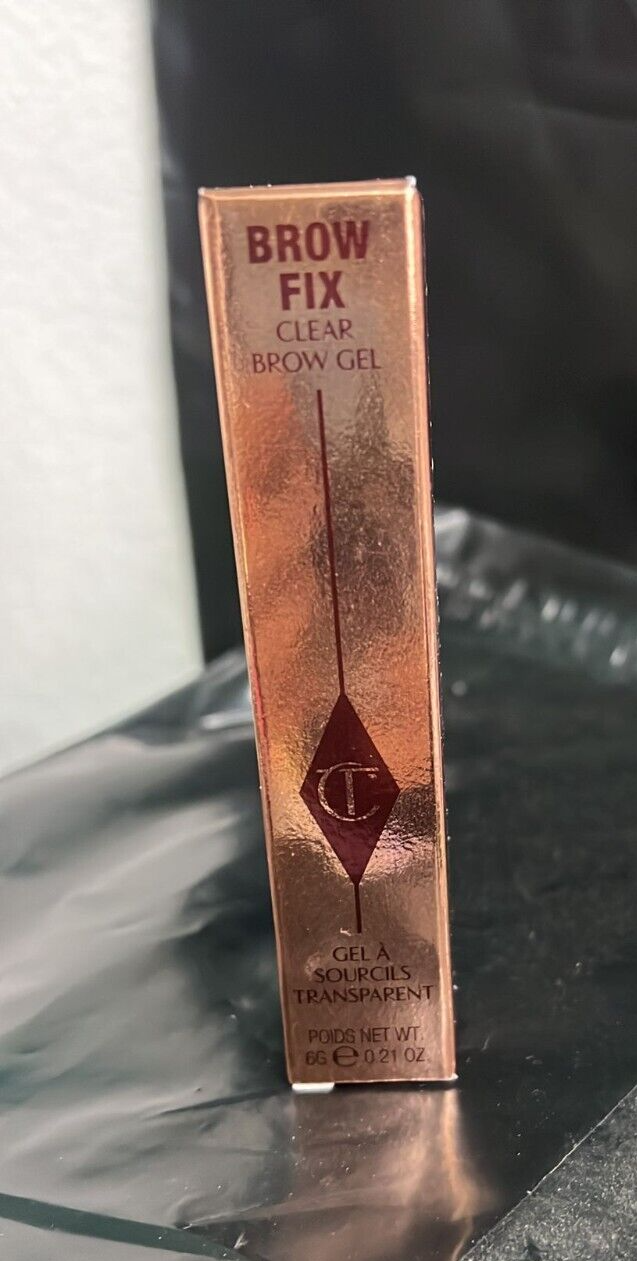 BROW
FIX
CLEAR
BROW GEL
CT
GEL À
SOURCILS
TRANSPARENT
POIDS NET WT.
6G ℮ 0.21 OZ.